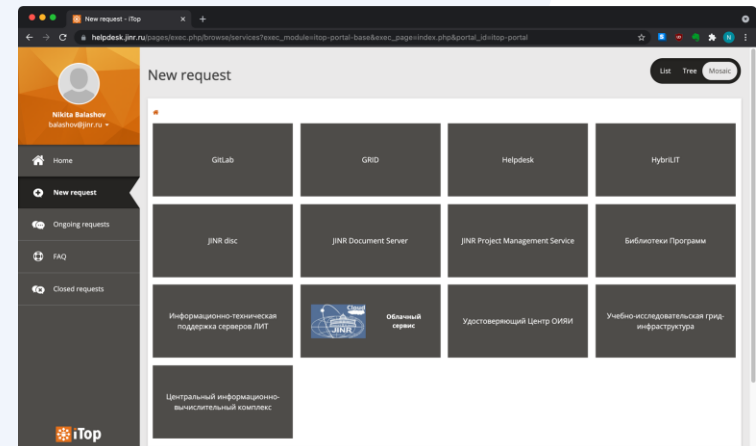 New request - iTop
helpdesk.jinr.ru/pages/exec.php/browse/services?exec_module=itop-portal-base&exec_page=index.php&portal_id=itop-portal
Nikita Balashov
balashov@jinr.ru
Home
New request
Ongoing requests
FAQ
Closed requests
iTop
New request
List Tree Mosaic
GitLab
GRID
Helpdesk
HybriLIT
JINR disc
JINR Document Server
JINR Project Management Service
Библиотеки Программ
Информационно-техническая
поддержка серверов ЛИТ
Cloud
JINR
Облачный
сервис
Удостоверяющий Центр ОИЯИ
Учебно-исследовательская грид-
инфраструктура
Центральный информационно-
вычислительный комплекс